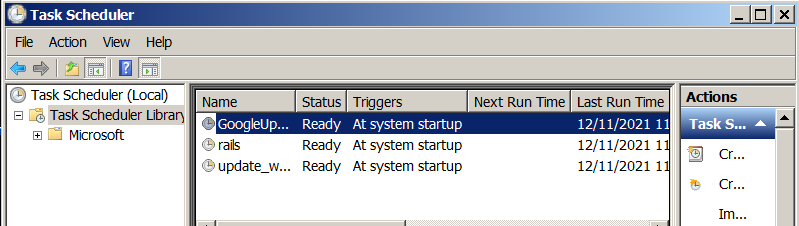 Task Scheduler
File Action View Help
Task Scheduler (Local)
Task Scheduler Library
Microsoft
Name Status Triggers Next Run Time Last Run Time
GoogleUp... Ready At system startup 12/11/2021 11
rails Ready At system startup 12/11/2021 11
update_w... Ready At system startup 12/11/2021 11
Actions
Task S...
Cr...
Cr...
Im...